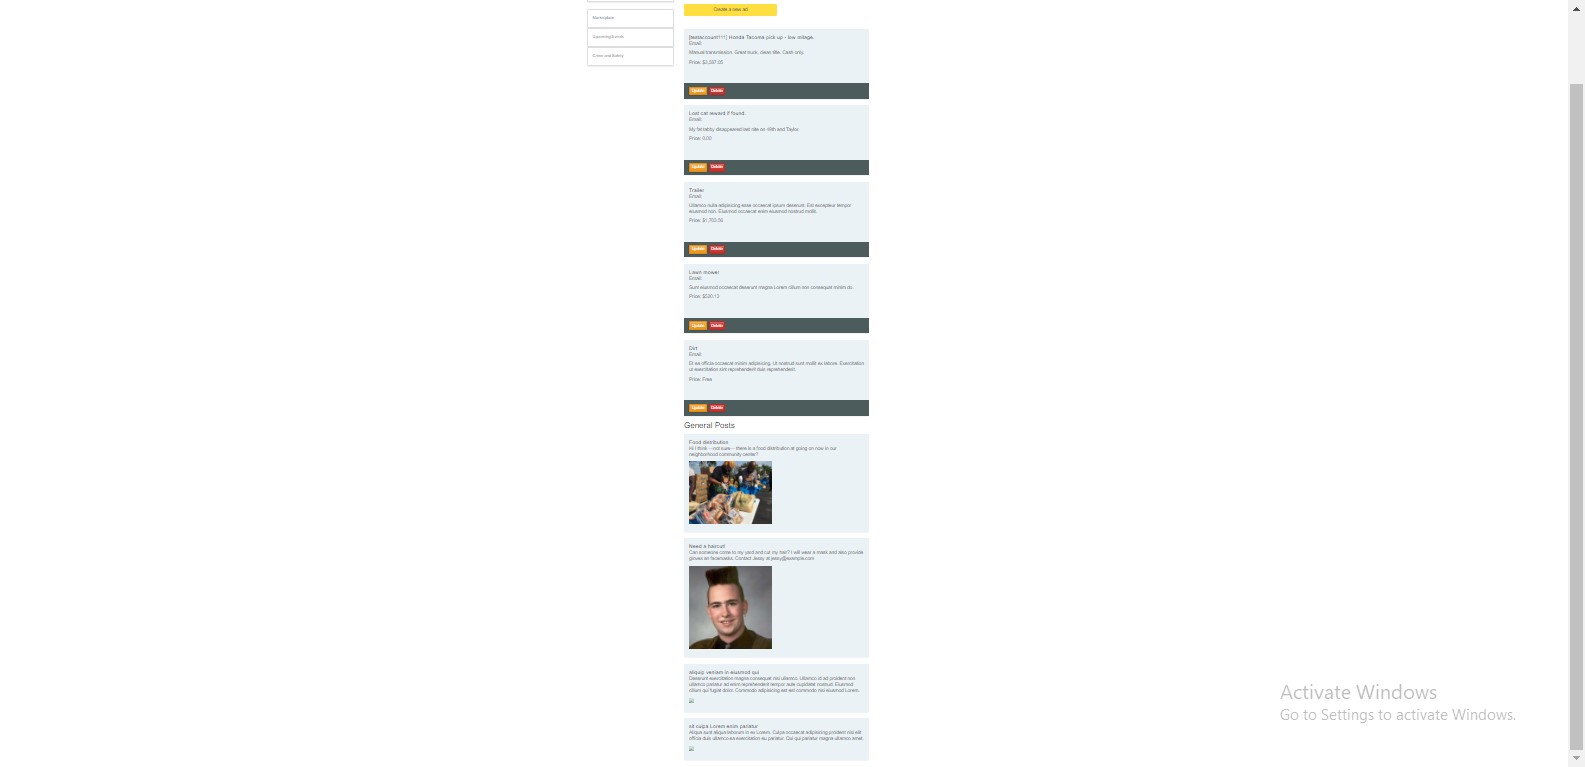 Marketplace
Upcoming Events
Crime and Safety
Create a new ad
[testaccount111] Honda Tacoma pick up - low milage.
Email:
Manual transmission. Great truck, clean title. Cash only.
Price: $3,587.05
Update Delete
Lost cat reward if found.
Email:
My fat tabby disappeared last nite on 49th and Taylor
Price: 0.00
Update Delete
Trailer
Email:
Ullamco nulla adipisicing esse occaecat ipsum deserunt. Est excepteur tempor
eiusmod non. Eiusmod occaecat enim eiusmod nostrud mollit.
Price: $1,703.56
Update Delete
Lawn mower
Email:
Sunt eiusmod occaecat deserunt magna Lorem cillum non consequat minim do.
Price: $530.13
Update Delete
Dirt
Email:
Et ea officia occaecat minim adipisicing. Ut nostrud sunt mollit ex labore. Exercitation
ut exercitation sint reprehenderit duis reprehenderit.
Price: Free
Update Delete
General Posts
Food distribution
Hi I think -- not sure -- there is a food distribution at going on now in our
neighborhood community center?
Need a haircut!
Can someone come to my yard and cut my hair? I will wear a mask and also provide
gloves an facemasks. Contact Jessy at jessy@example.com
aliquip veniam in eiusmod qui
Deserunt exercitation magna consequat nisi ullamco. Ullamco id ad proident non
ullamco pariatur ad enim reprehenderit tempor aute cupidatat nostrud. Eiusmod
cillum qui fugiat dolor. Commodo adipisicing est est commodo nisi eiusmod Lorem.
sit culpa Lorem enim pariatur
Aliqua sunt aliqua laborum in ex Lorem. Culpa occaecat adipisicing proident nisi elit
officia duis ullamco ea exercitation eu pariatur. Qui qui pariatur magna ullamco amet.
Activate Windows
Go to Settings to activate Windows.